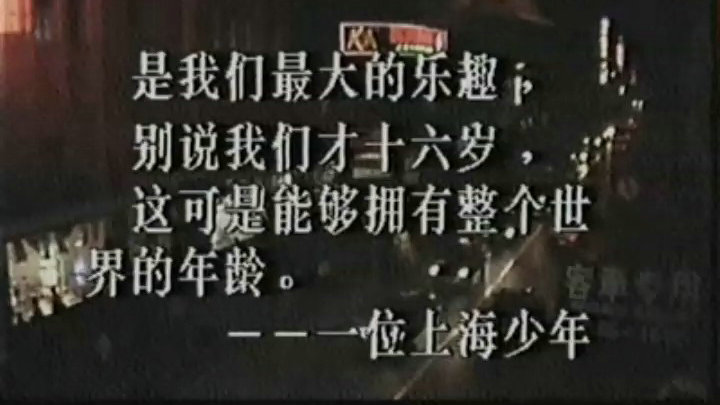 是我们最大的乐趣；
别说我们才十六岁，
这可是能够拥有整个世
界的年龄。
——一位上海少年